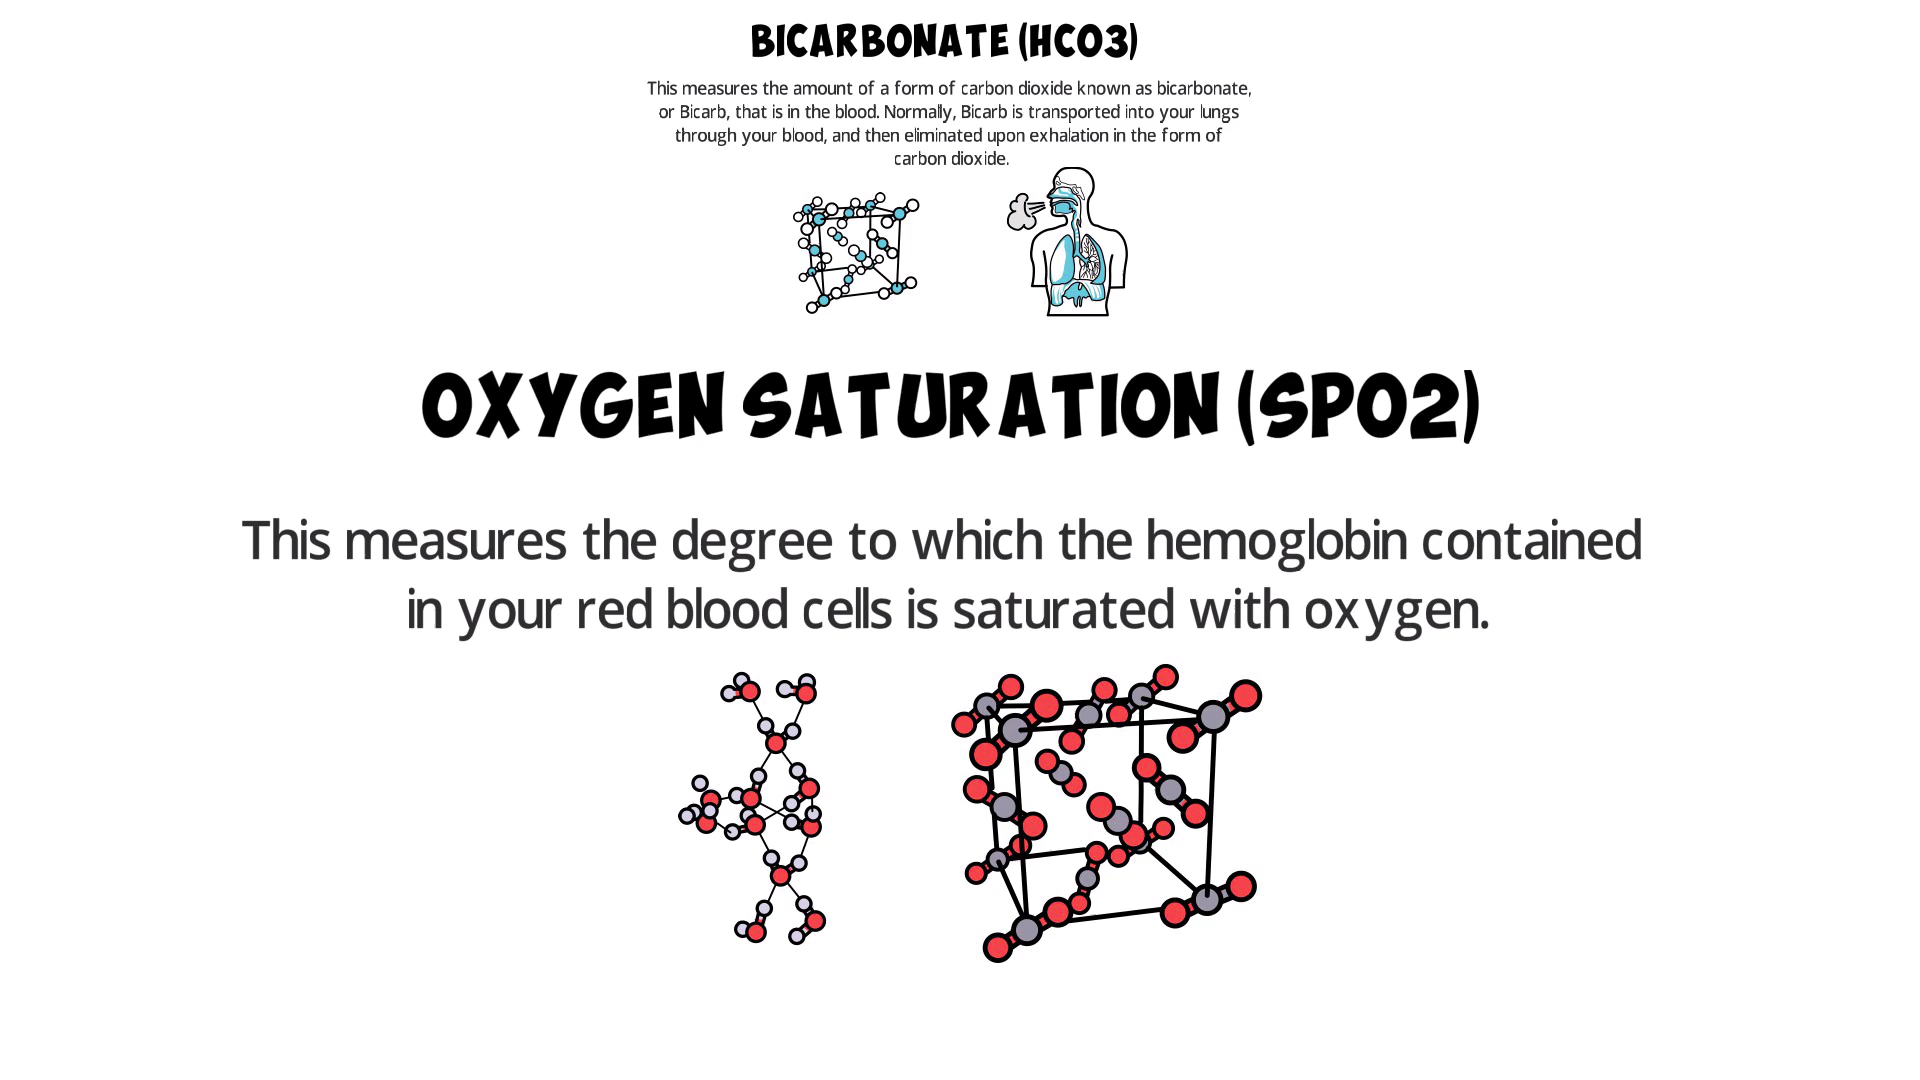 BICARBONATE (HCO3)
This measures the amount of a form of carbon dioxide known as bicarbonate,
or Bicarb, that is in the blood. Normally, Bicarb is transported into your lungs
through your blood, and then eliminated upon exhalation in the form of
carbon dioxide.
OXYGEN SATURATION (SPO2)
This measures the degree to which the hemoglobin contained
in your red blood cells is saturated with oxygen.